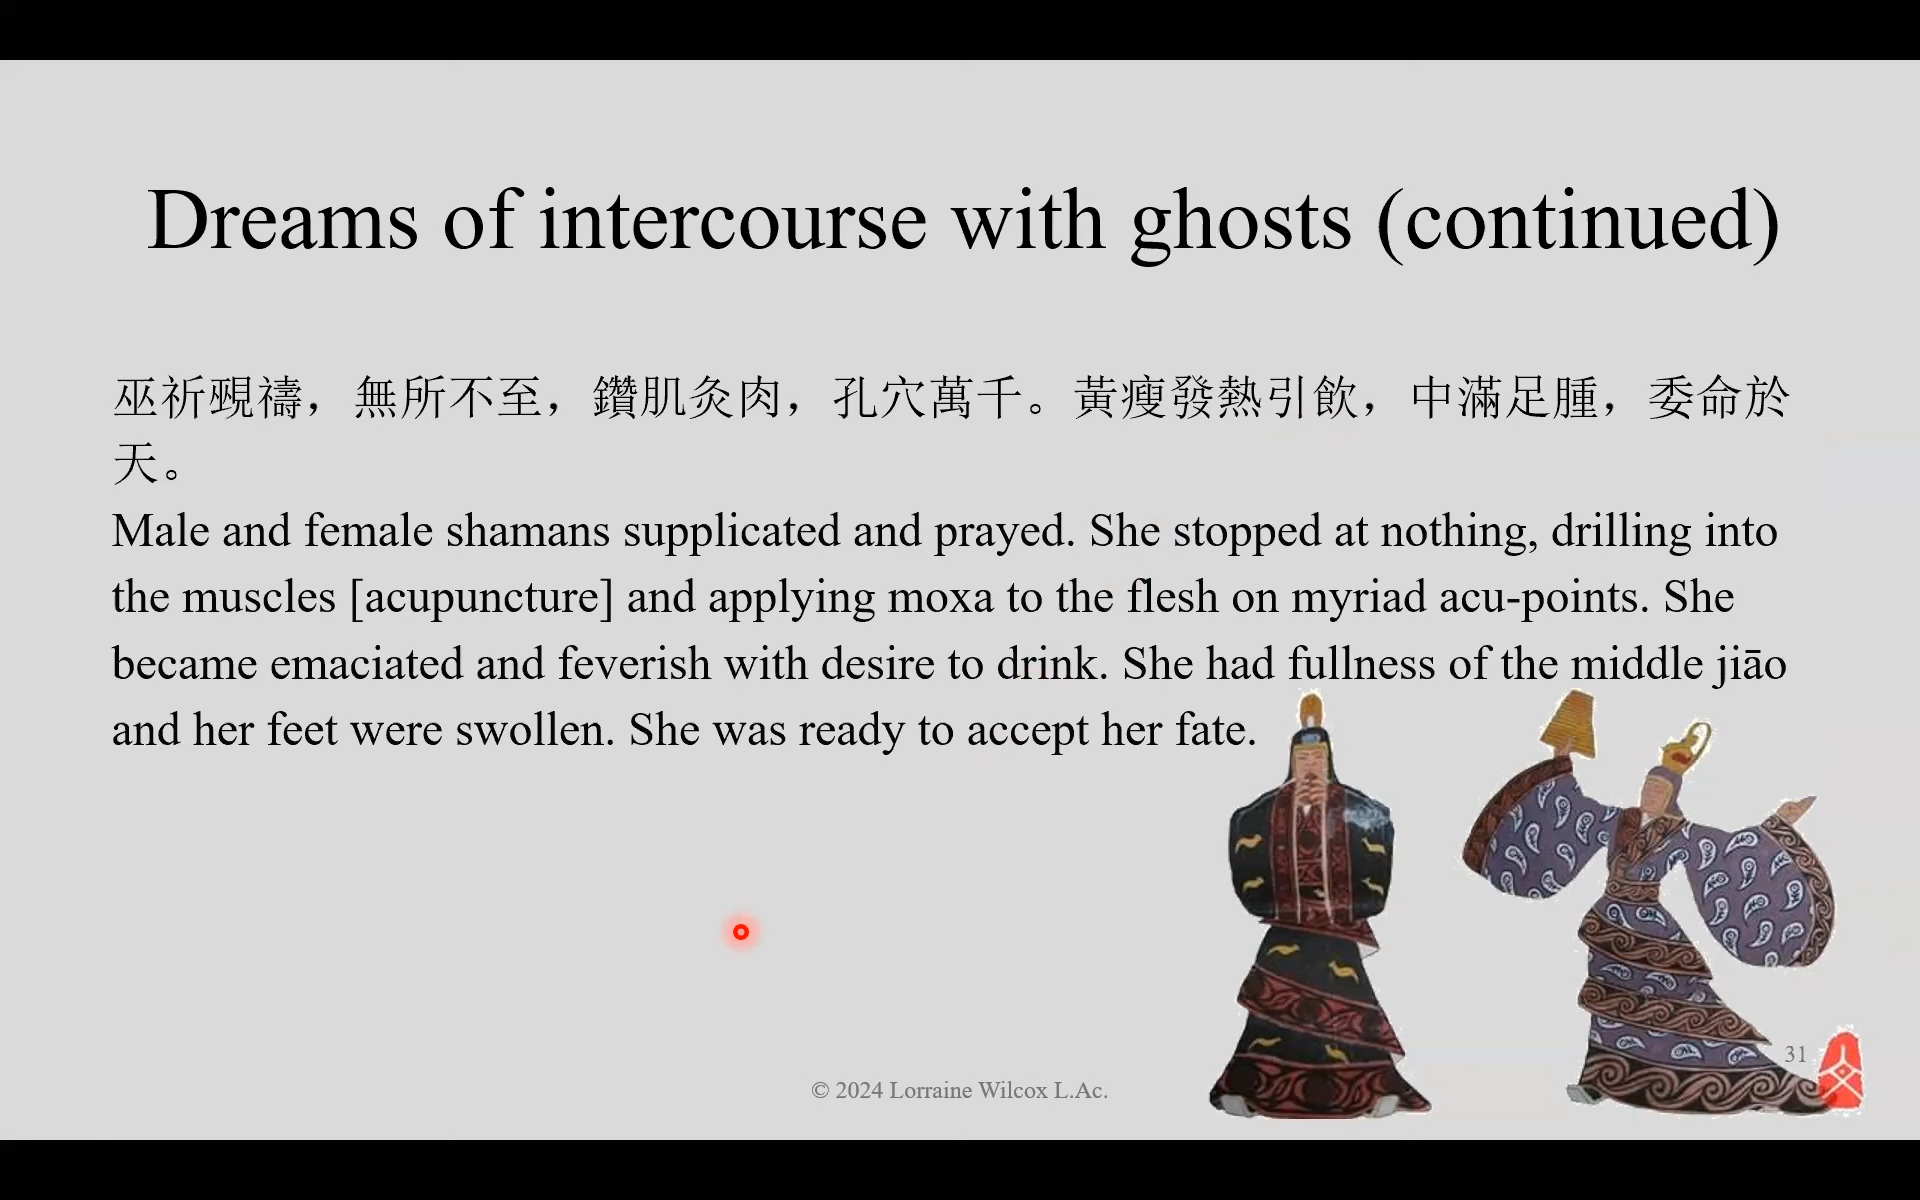 Dreams of intercourse with ghosts (continued)
巫祈覡禱，無所不至，鑽肌灸肉，孔穴萬千。黃瘦發熱引飲，中滿足腫，委命於
天。
Male and female shamans supplicated and prayed. She stopped at nothing, drilling into
the muscles [acupuncture] and applying moxa to the flesh on myriad acu-points. She
became emaciated and feverish with desire to drink. She had fullness of the middle jiāo
and her feet were swollen. She was ready to accept her fate.
31
© 2024 Lorraine Wilcox L.Ac.